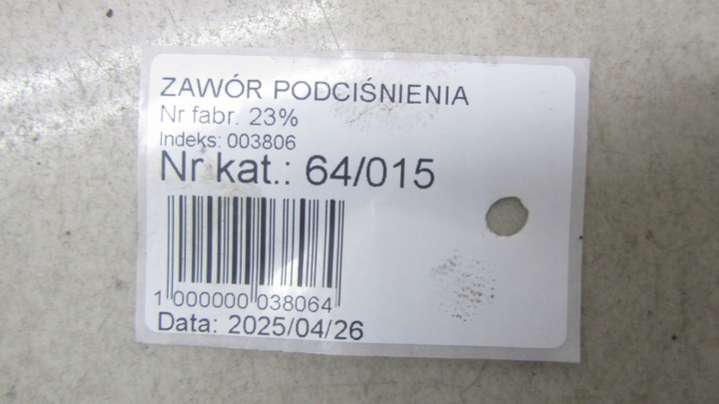 ZAWÓR PODCIŚNIENIA
Nr fabr. 23%
Indeks: 003806
Nr kat.: 64/015
1 000000 038064
Data: 2025/04/26